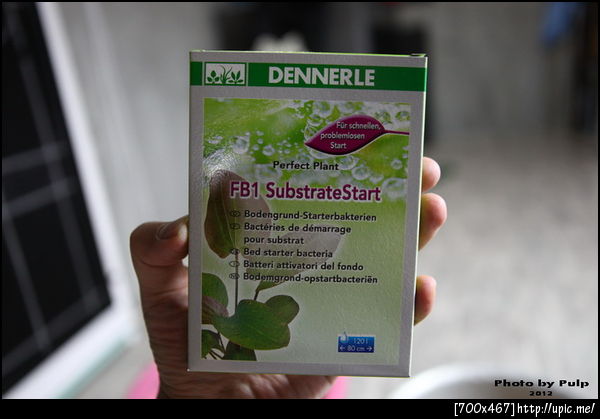 DENNERLE
Für schnellen,
problemlosen
Start
Perfect Plant
FB1 SubstrateStart
Bodengrund-Starterbakterien
Bactéries de démarrage
pour substrat
Bed starter bacteria
Batteri attivatori del fondo
Bodemgrond-opstartbacteriën
120 l
80 cm
Photo by Pulp
2012
[700x467]http://upic.me/